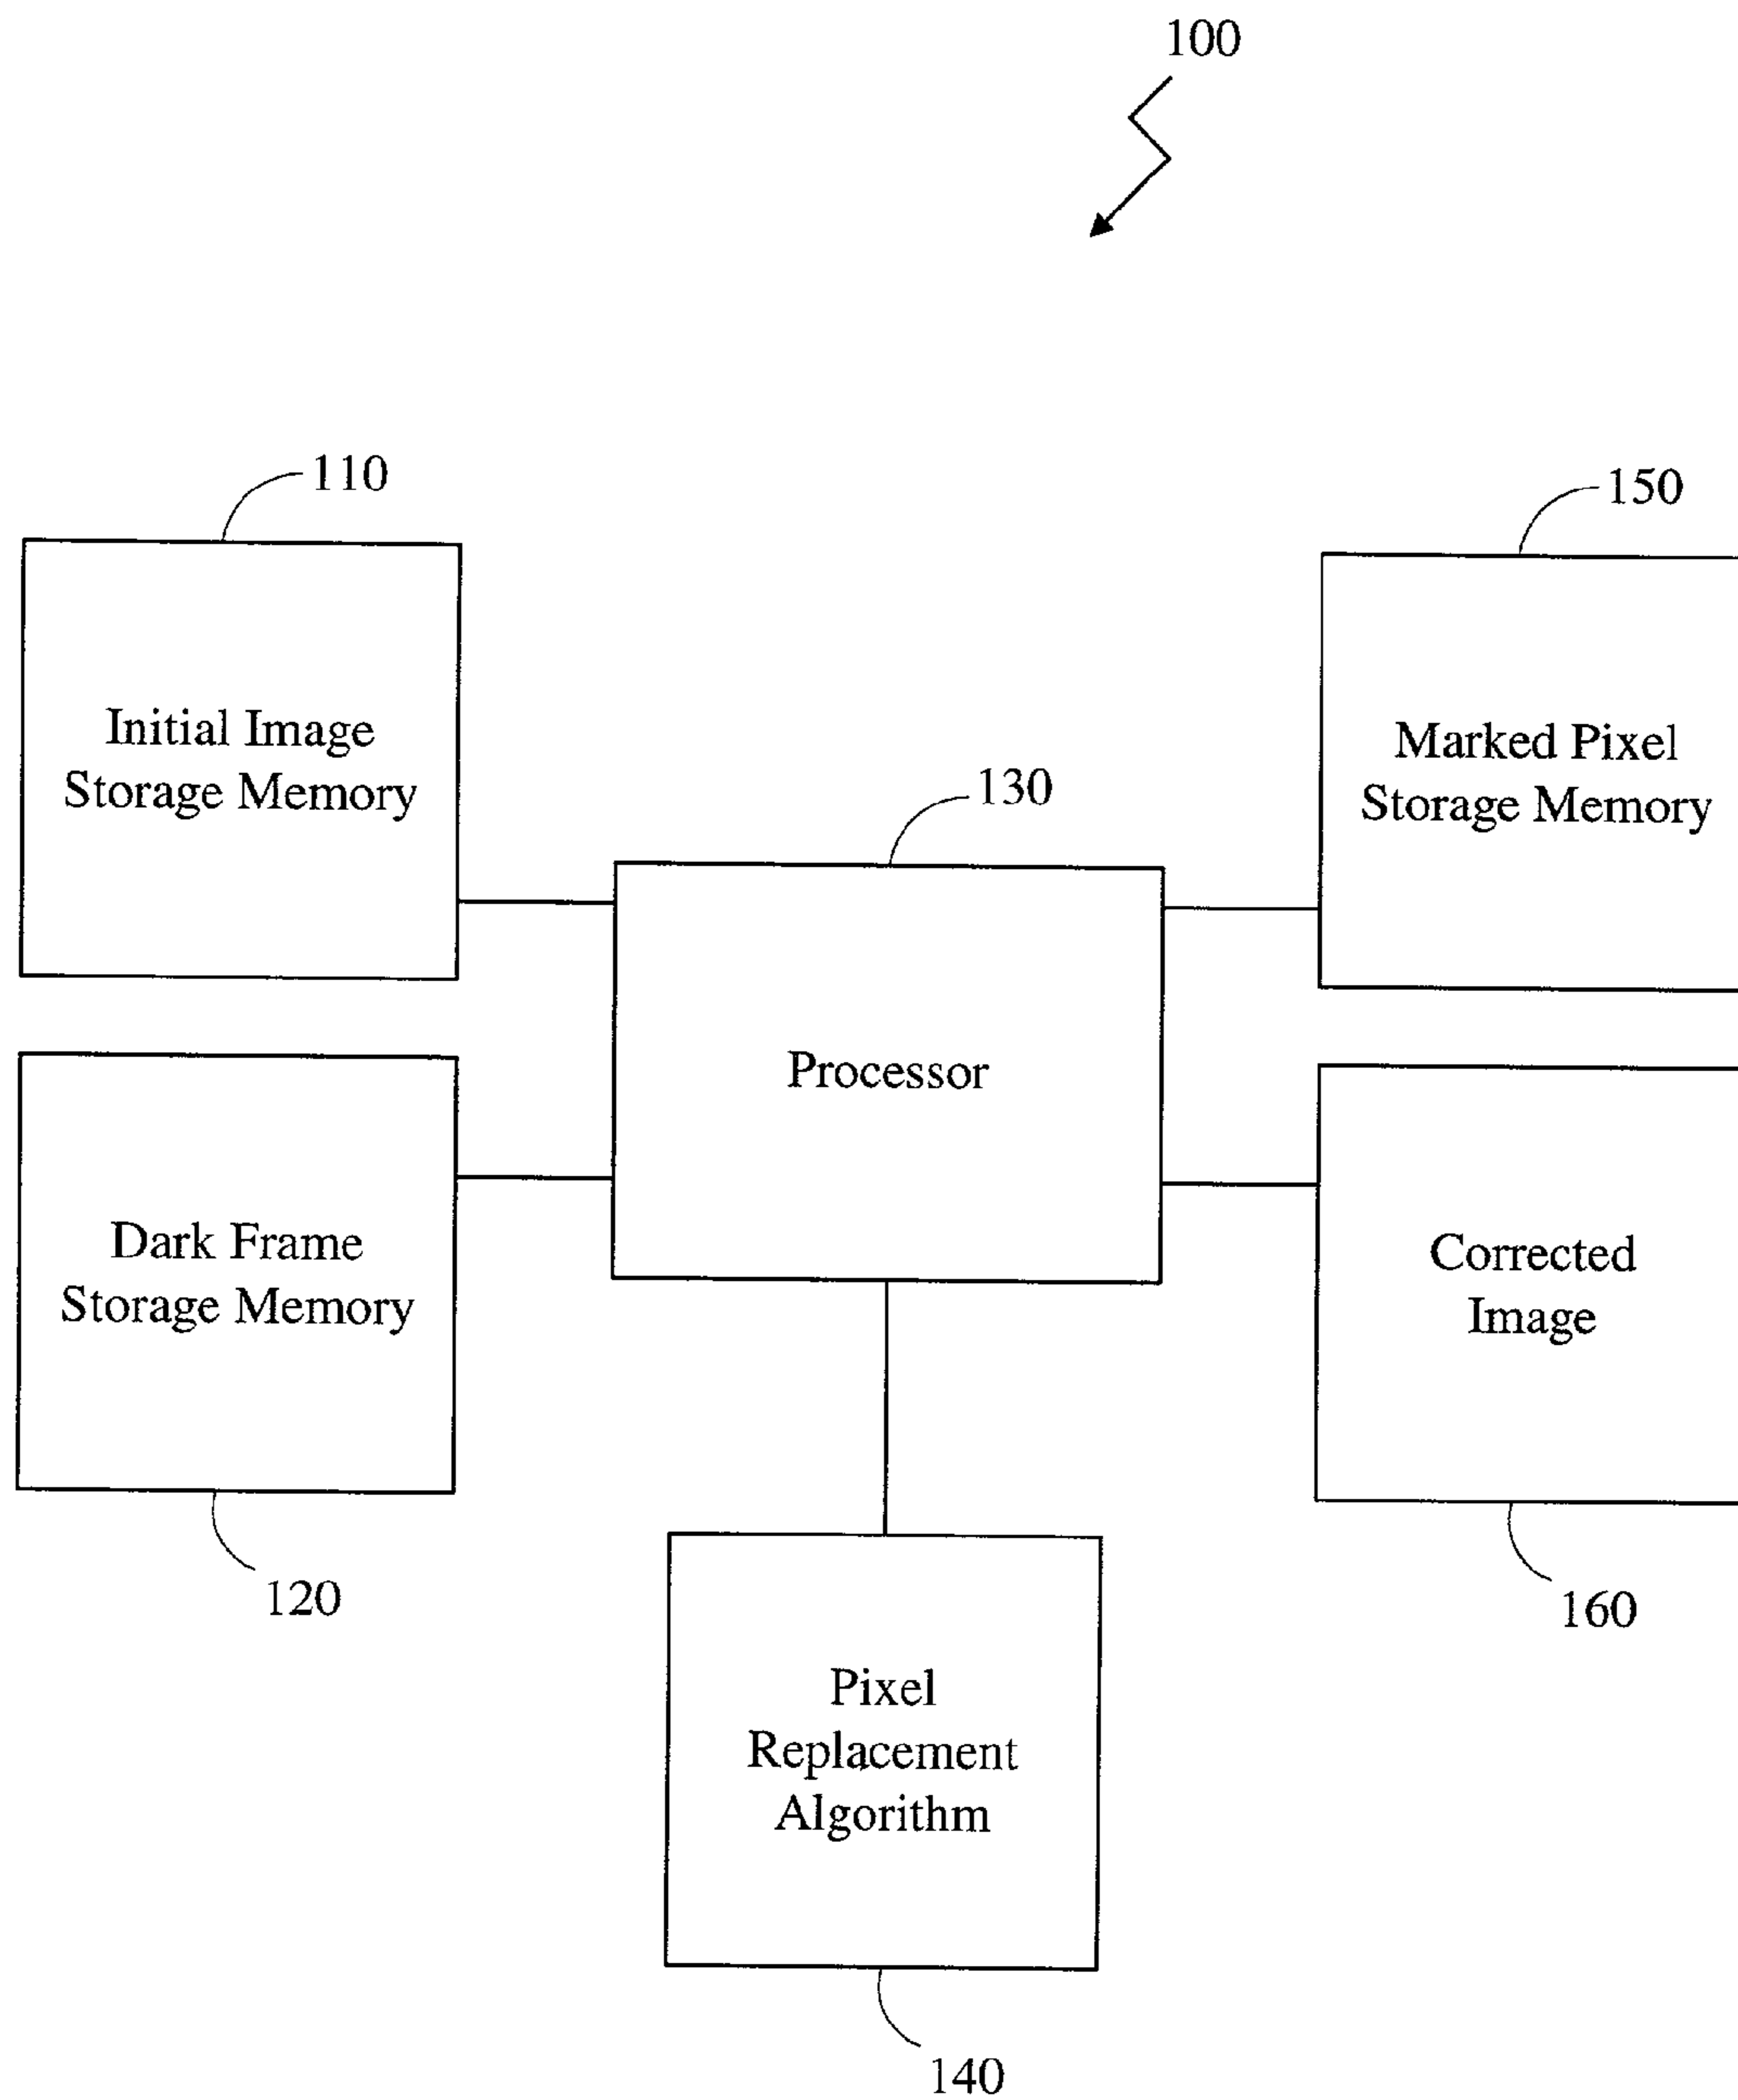 100
110
150
Initial Image
Storage Memory
Marked Pixel
Storage Memory
130
Processor
Dark Frame
Storage Memory
Corrected
Image
120
160
Pixel
Replacement
Algorithm
140